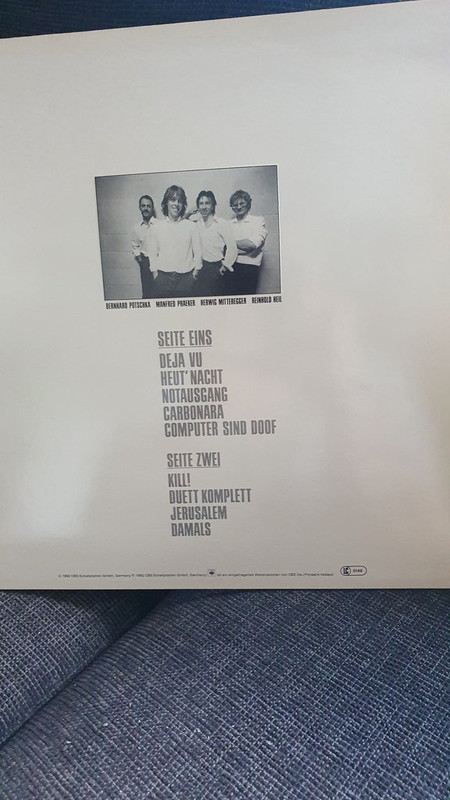 BERNHARD POTSCHKA MANFRED PRAEKER HERWIG MITTEREGGER REINHOLD HEIL
SEITE EINS
DEJA VU
HEUT' NACHT
NOTAUSGANG
CARBONARA
COMPUTER SIND DOOF
SEITE ZWEI
KILL!
DUETT KOMPLETT
JERUSALEM
DAMALS